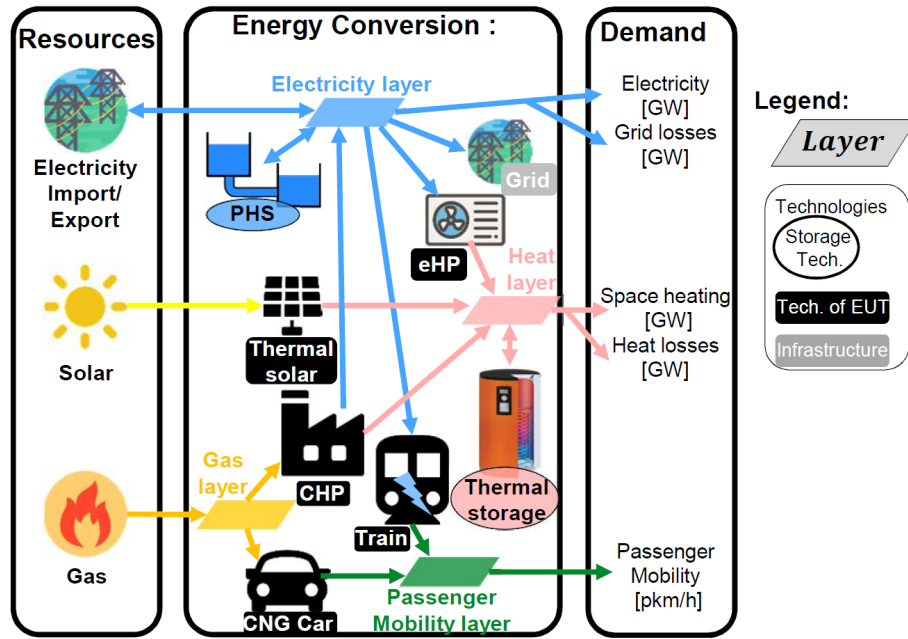 Resources
Energy Conversion :
Demand
Electricity
Import/
Export
Solar
Gas
Electricity layer
PHS
Grid
eHP
Heat
layer
Thermal
solar
Gas
layer
CHP
Train
Thermal
storage
CNG Car
Passenger
Mobility layer
Electricity
[GW]
Grid losses
[GW]
Space heating
[GW]
Heat losses
[GW]
Passenger
Mobility
[pkm/h]
Legend:
Layer
Technologies
Storage
Tech.
Tech. of EUT
Infrastructure